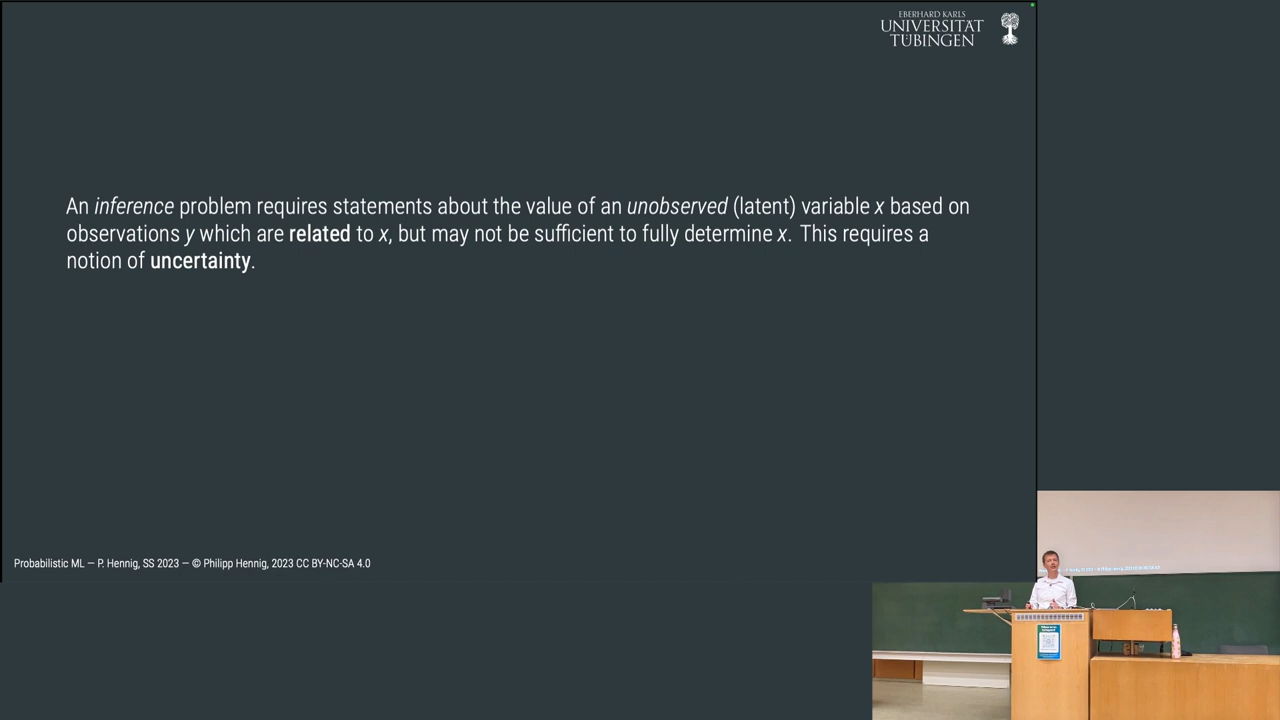 EBERHARD KARLS
UNIVERSITÄT
TÜBINGEN
An inference problem requires statements about the value of an unobserved (latent) variable x based on
observations y which are related to x, but may not be sufficient to fully determine x. This requires a
notion of uncertainty.
Probabilistic ML — P. Hennig, SS 2023 — © Philipp Hennig, 2023 CC BY-NC-SA 4.0